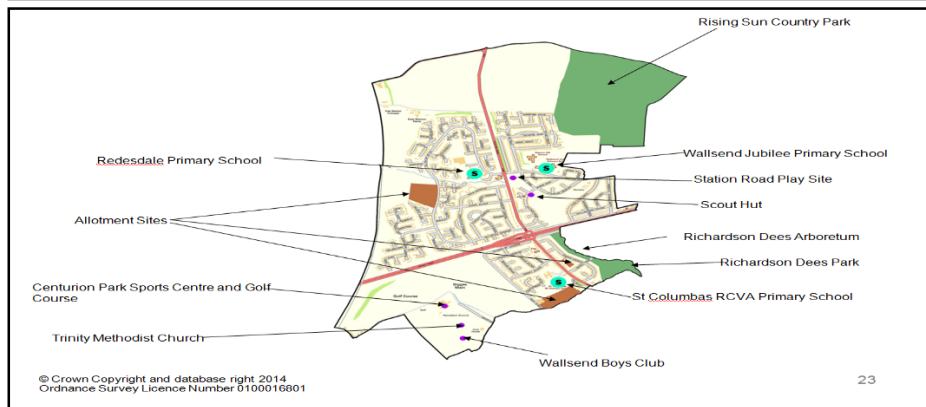 Rising Sun Country Park
Redesdale Primary School
Wallsend Jubilee Primary School
Station Road Play Site
Scout Hut
Allotment Sites
Richardson Dees Arboretum
Richardson Dees Park
Centurion Park Sports Centre and Golf
Course
St Columbas RCVA Primary School
Trinity Methodist Church
Wallsend Boys Club
S
S
S
Golf Course
© Crown Copyright and database right 2014
Ordnance Survey Licence Number 0100016801
23